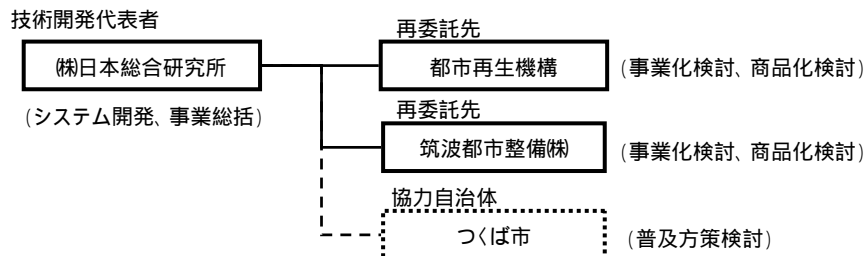 技術開発代表者
㈱日本総合研究所
(システム開発、事業総括)
再委託先
都市再生機構
(事業化検討、商品化検討)
再委託先
筑波都市整備㈱
(事業化検討、商品化検討)
協力自治体
つくば市
(普及方策検討)